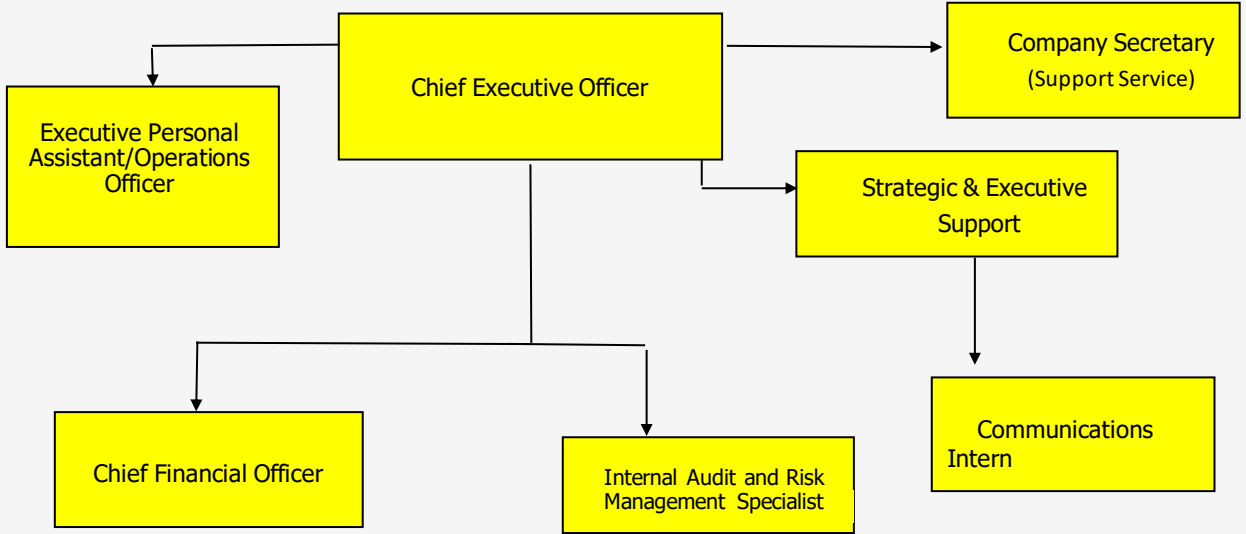 Chief Executive Officer
Company Secretary
(Support Service)
Executive Personal
Assistant/Operations
Officer
Strategic & Executive
Support
Chief Financial Officer
Internal Audit and Risk
Management Specialist
Communications
Intern